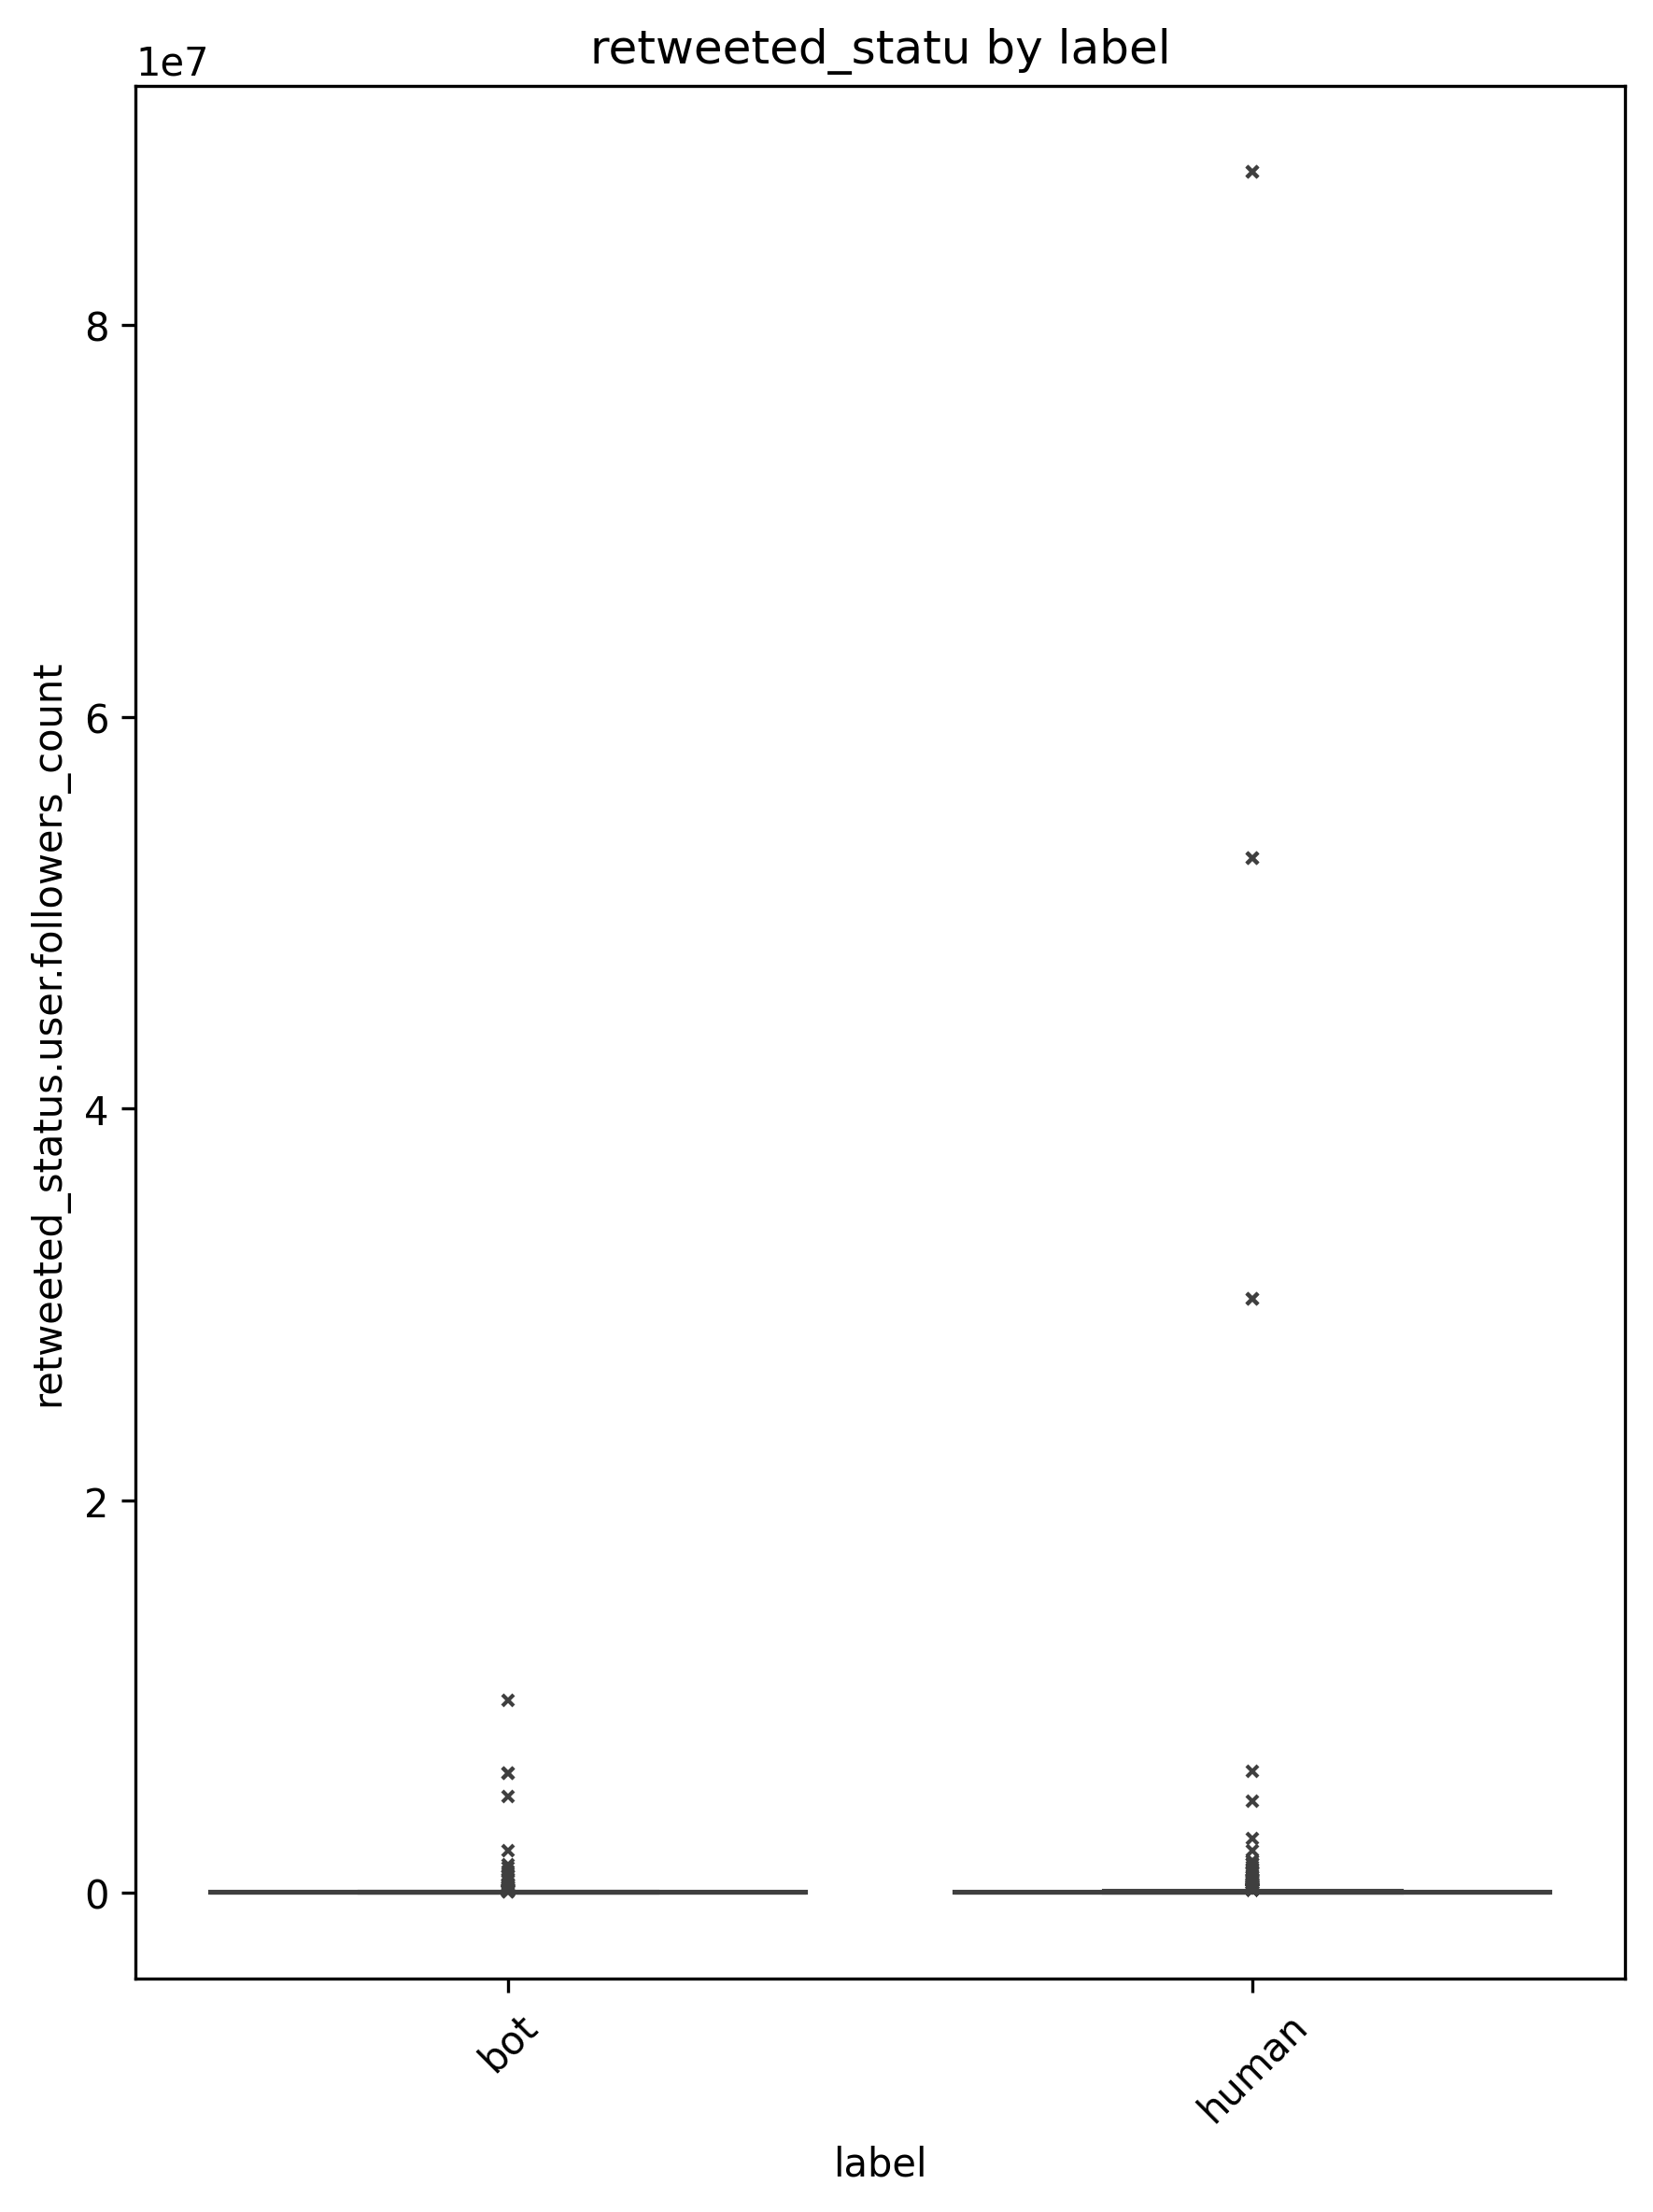 retweeted_statu by label
1e7
8
6
4
2
0
retweeted_status.user.followers_count
bot
human
label